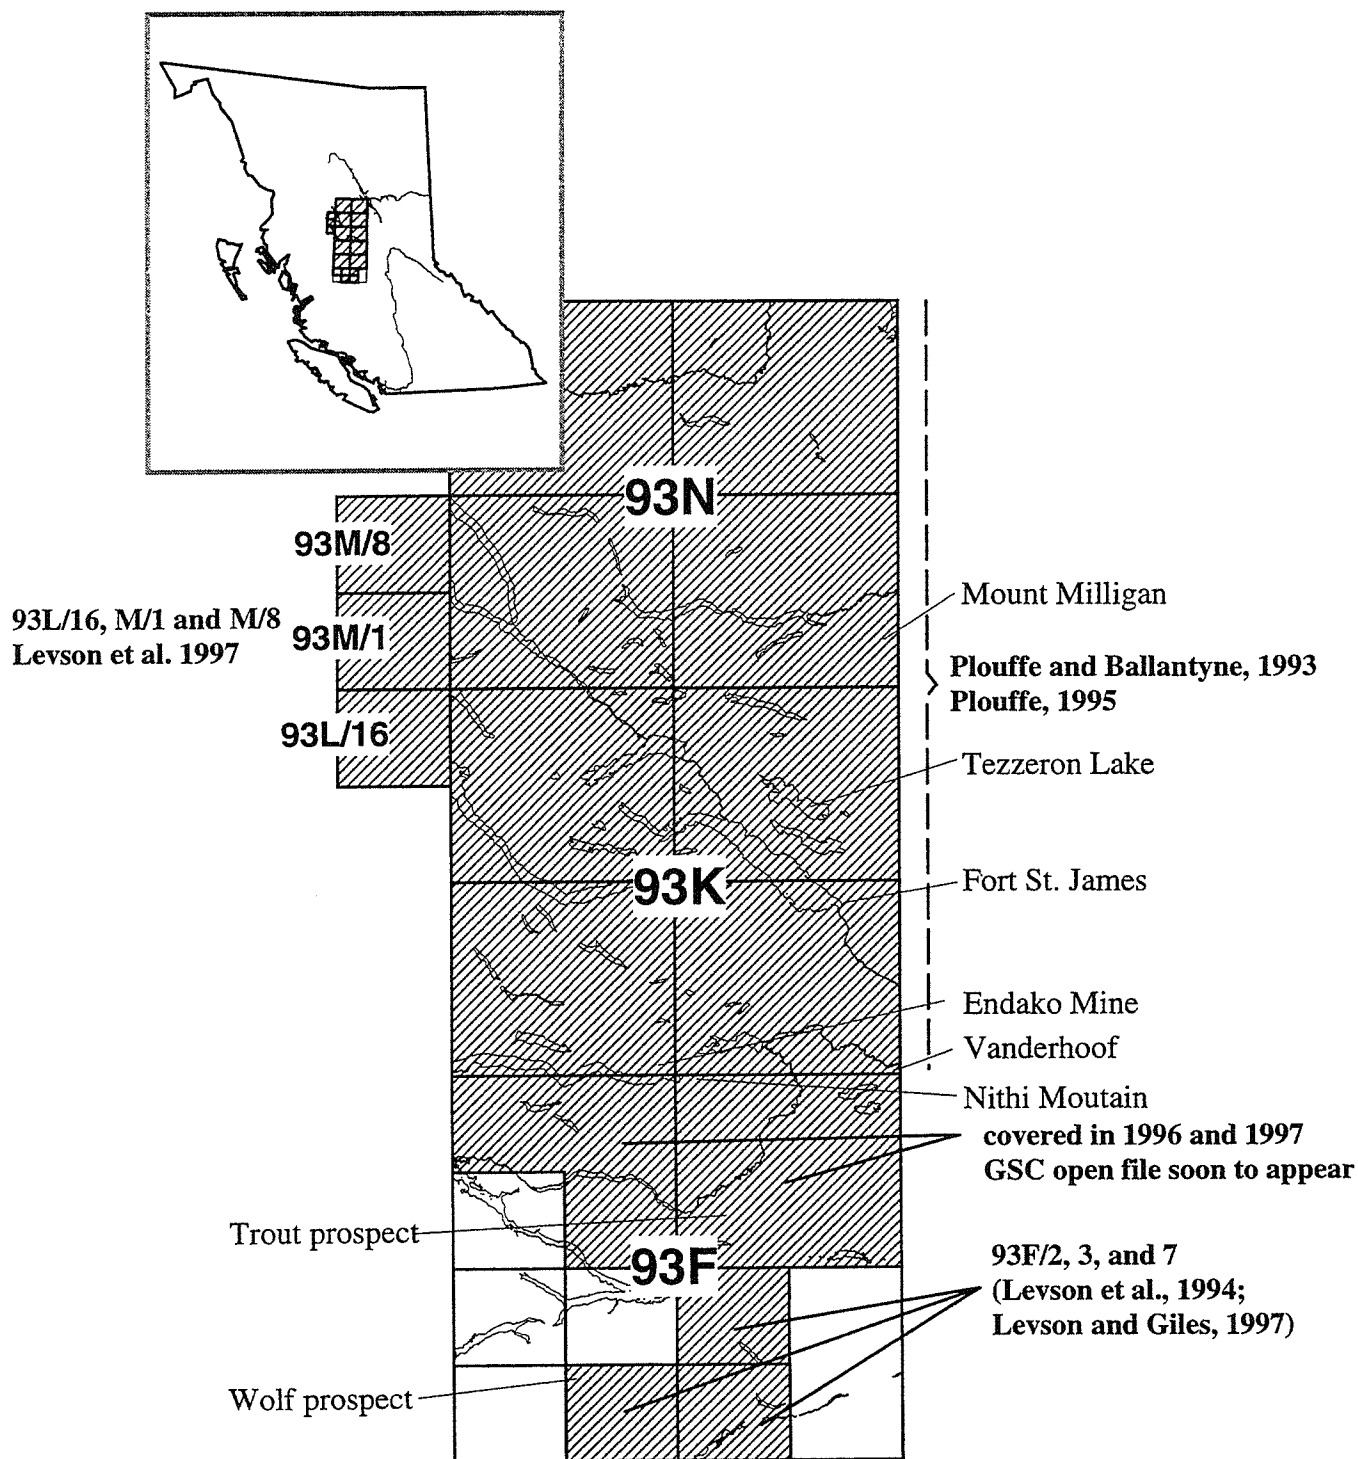 93N
93M/8
93L/16, M/1 and M/8
Levson et al. 1997
93M/1
Mount Milligan
Plouffe and Ballantyne, 1993
Plouffe, 1995
93L/16
Tezzeron Lake
93K
Fort St. James
Endako Mine
Vanderhoof
Nithi Moutain
covered in 1996 and 1997
GSC open file soon to appear
Trout prospect
93F
93F/2, 3, and 7
(Levson et al., 1994;
Levson and Giles, 1997)
Wolf prospect